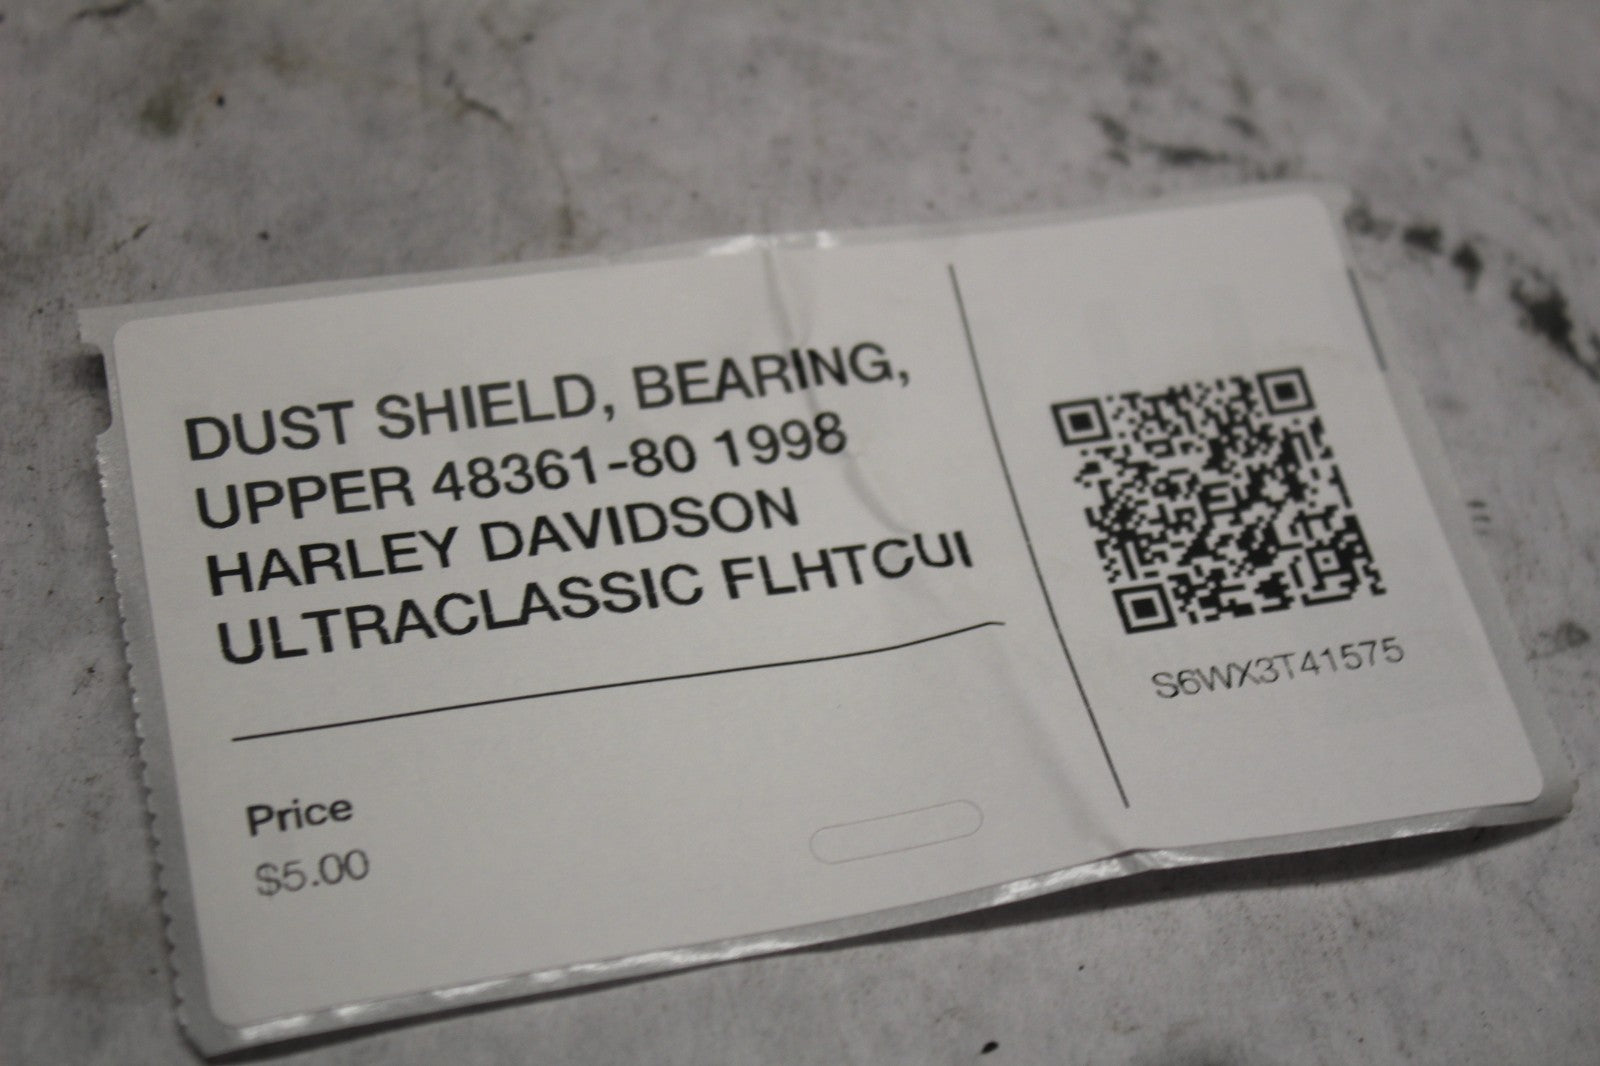 DUST SHIELD, BEARING,
UPPER 48361-80 1998
HARLEY DAVIDSON
ULTRACLASSIC FLHTCUI
Price
$5.00
S6WX3T41575